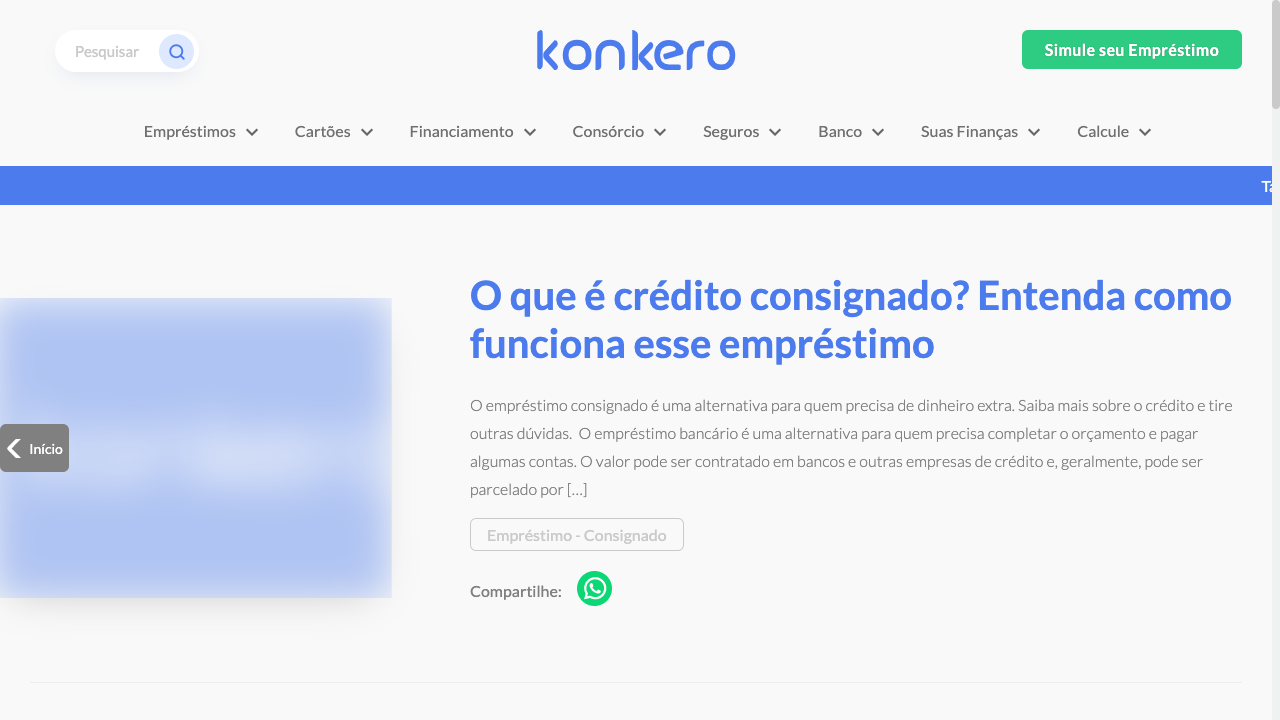 Pesquisar
konkero
Simule seu Empréstimo
Empréstimos
Cartões
Financiamento
Consórcio
Seguros
Banco
Suas Finanças
Calcule
O que é crédito consignado? Entenda como
funciona esse empréstimo
O empréstimo consignado é uma alternativa para quem precisa de dinheiro extra. Saiba mais sobre o crédito e tire
outras dúvidas.  O empréstimo bancário é uma alternativa para quem precisa completar o orçamento e pagar
algumas contas. O valor pode ser contratado em bancos e outras empresas de crédito e, geralmente, pode ser
parcelado por [...]
Início
Empréstimo - Consignado
Compartilhe: